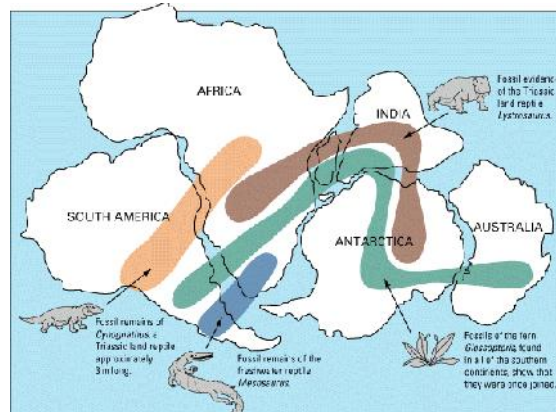 AFRICA
INDIA
SOUTH AMERICA
ANTARCTICA
AUSTRALIA
Fossil evidence
of the Triassic
land reptile
Lystrosaurus.
Fossil remains of
Cynognathus, a
Triassic land reptile
approximately
3 m long.
Fossil remains of the
freshwater reptile
Mesosaurus.
Fossils of the fern
Glossopteris, found
in all of the southern
continents, show that
they were once joined.